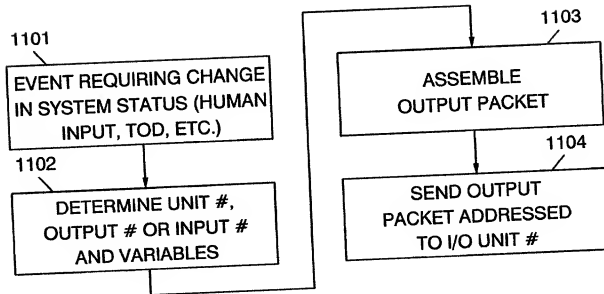 1101
EVENT REQUIRING CHANGE
IN SYSTEM STATUS (HUMAN
INPUT, TOD, ETC.)
1102
DETERMINE UNIT #,
OUTPUT # OR INPUT #
AND VARIABLES
1103
ASSEMBLE
OUTPUT PACKET
1104
SEND OUTPUT
PACKET ADDRESSED
TO I/O UNIT #